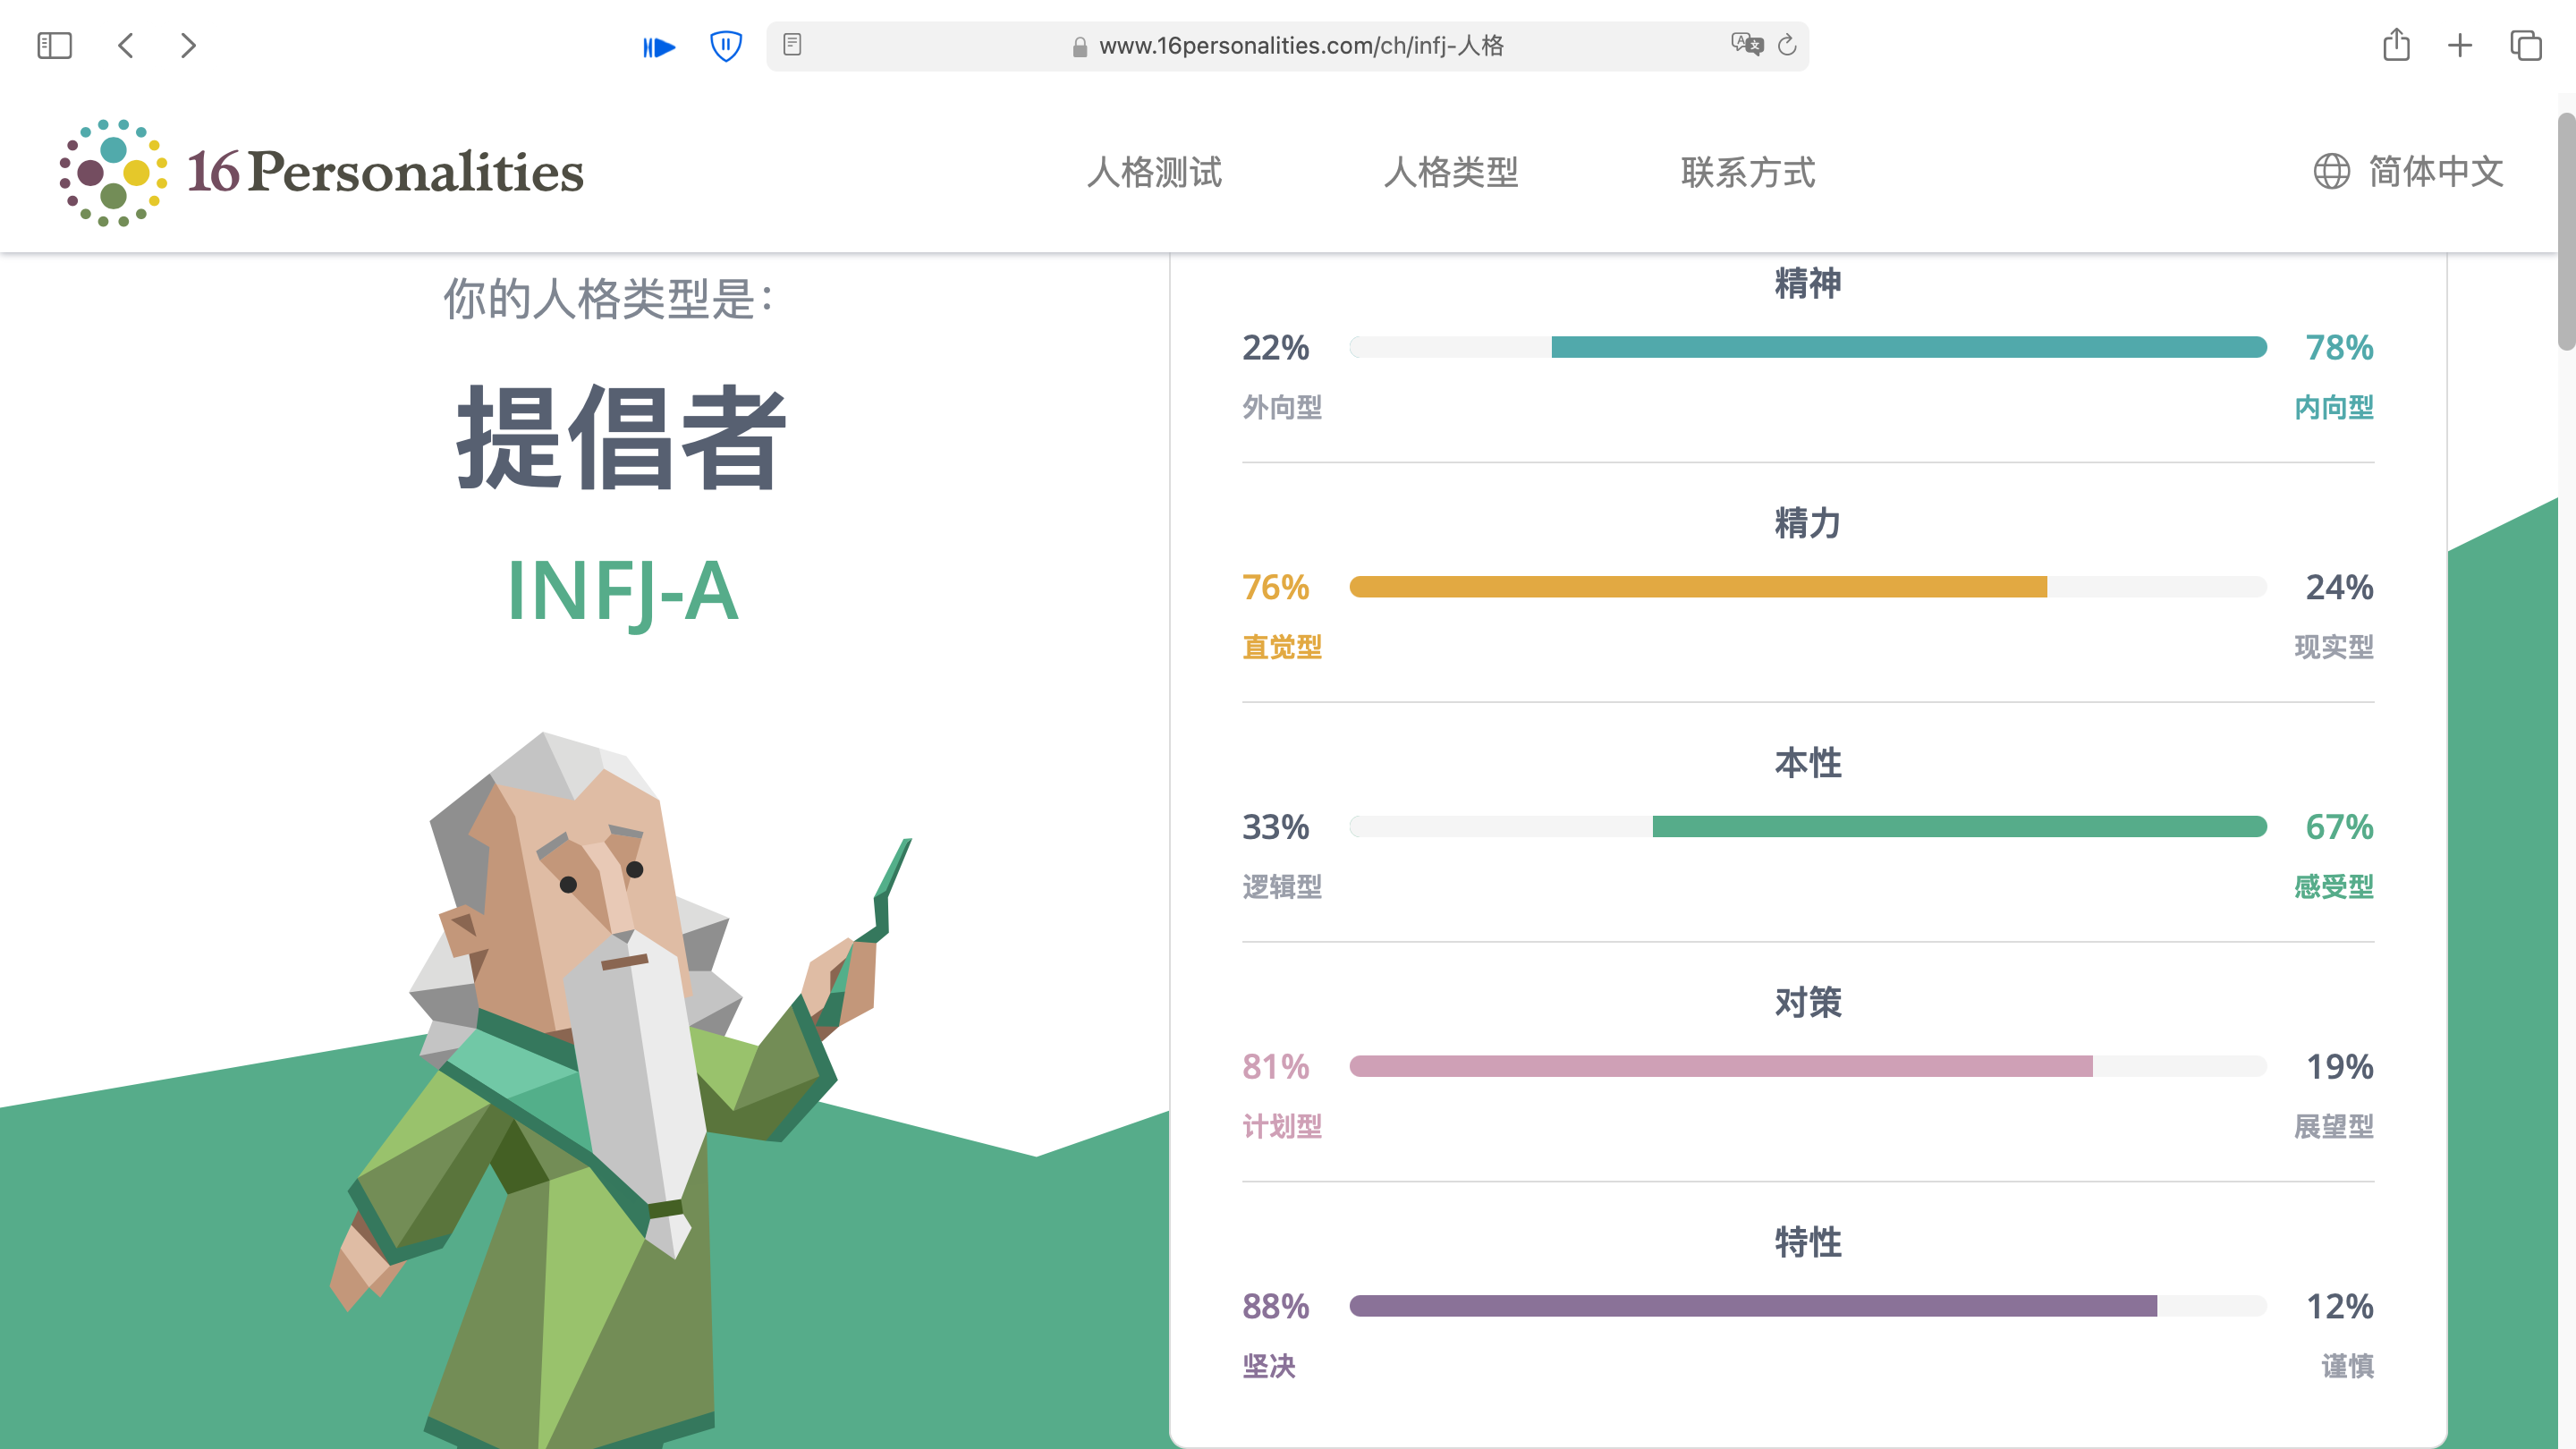 www.16personalities.com/ch/infj-人格
16Personalities
人格测试
人格类型
联系方式
简体中文
你的人格类型是：
提倡者
INFJ-A
精神
22%
78%
外向型
内向型
精力
76%
24%
直觉型
现实型
本性
33%
67%
逻辑型
感受型
对策
81%
19%
计划型
展望型
特性
88%
12%
坚决
谨慎